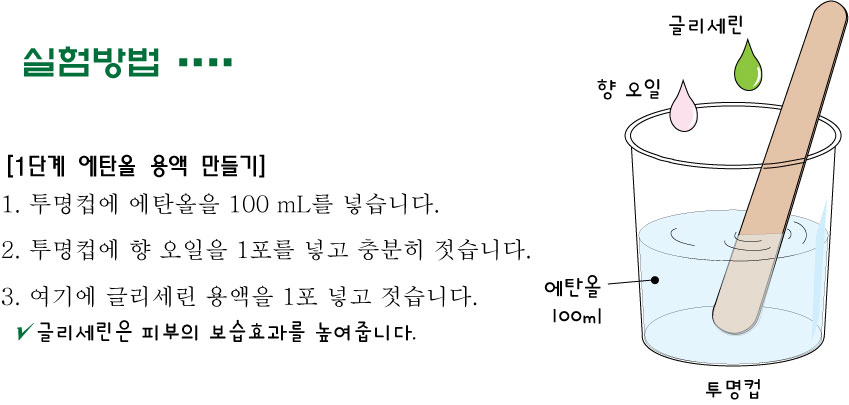 글리세린
실험방법 ····
향 오일
[1단계 에탄올 용액 만들기]
1. 투명컵에 에탄올을 100 mL를 넣습니다.
2. 투명컵에 향 오일을 1포를 넣고 충분히 젓습니다.
3. 여기에 글리세린 용액을 1포 넣고 젓습니다.
✔글리세린은 피부의 보습효과를 높여줍니다.
에탄올
100ml
투명컵